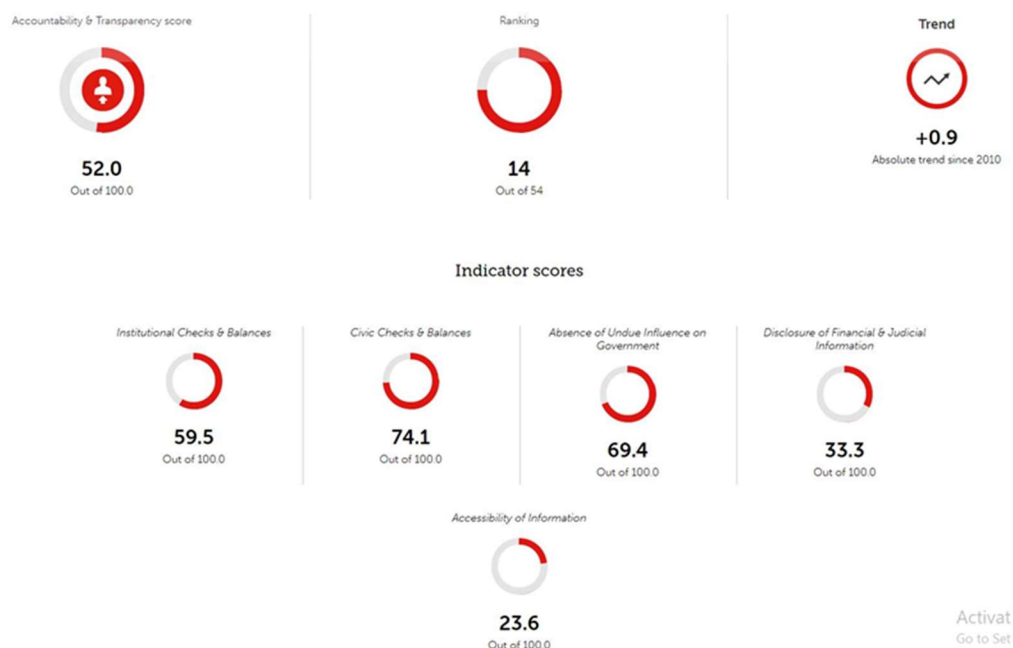 Accountability & Transparency score
52.0
Out of 100.0
Ranking
14
Out of 54
Trend
+0.9
Absolute trend since 2010
Indicator scores
Institutional Checks & Balances
59.5
Out of 100.0
Civic Checks & Balances
74.1
Out of 100.0
Absence of Undue Influence on
Government
69.4
Out of 100.0
Disclosure of Financial & Judicial
Information
33.3
Out of 100.0
Accessibility of Information
23.6
Out of 100.0
Activat
Go to Set